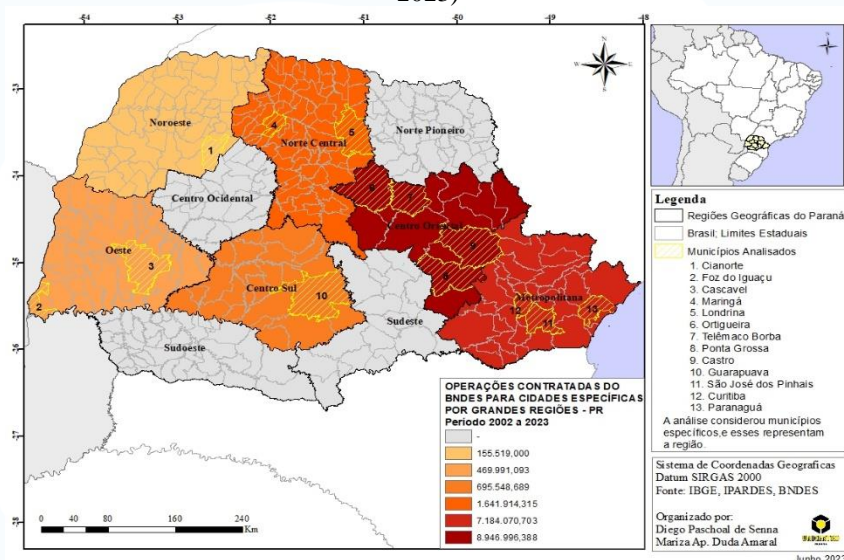 2023)
-64 -63 -62 -61 -60 -49 -48
N
Noroeste
Norte Central
Norte Pioneiro
Centro Ocidental
Centro Oriental
Oeste
Centro Sul
Metropolitana
Sudeste
Sudoeste
1
4
5
7
9
3
2
8
10
12
11
13
0 40 80 160 240
Km
OPERAÇÕES CONTRATADAS DO
BNDES PARA CIDADES ESPECÍFICAS
POR GRANDES REGIÕES - PR
Período 2002 a 2023
-
155.519,000
469.991,093
695.548,689
1.641.914,315
7.184.070,703
8.946.996,388
Legenda
Regiões Geográficas do Paraná
Brasil; Limites Estaduais
Municípios Analisados
1. Cianorte
2. Foz do Iguaçu
3. Cascavel
4. Maringá
5. Londrina
6. Ortigueira
7. Telêmaco Borba
8. Ponta Grossa
9. Castro
10. Guarapuava
11. São José dos Pinhais
12. Curitiba
13. Paranaguá
A análise considerou municípios
específicos,e esses representam
a região.
Sistema de Coordenadas Geograficas
Datum SIRGAS 2000
Fonte: IBGE, IPARDES, BNDES
Organizado por:
Diego Paschoal de Senna
Mariza Ap. Duda Amaral
Junho 2023